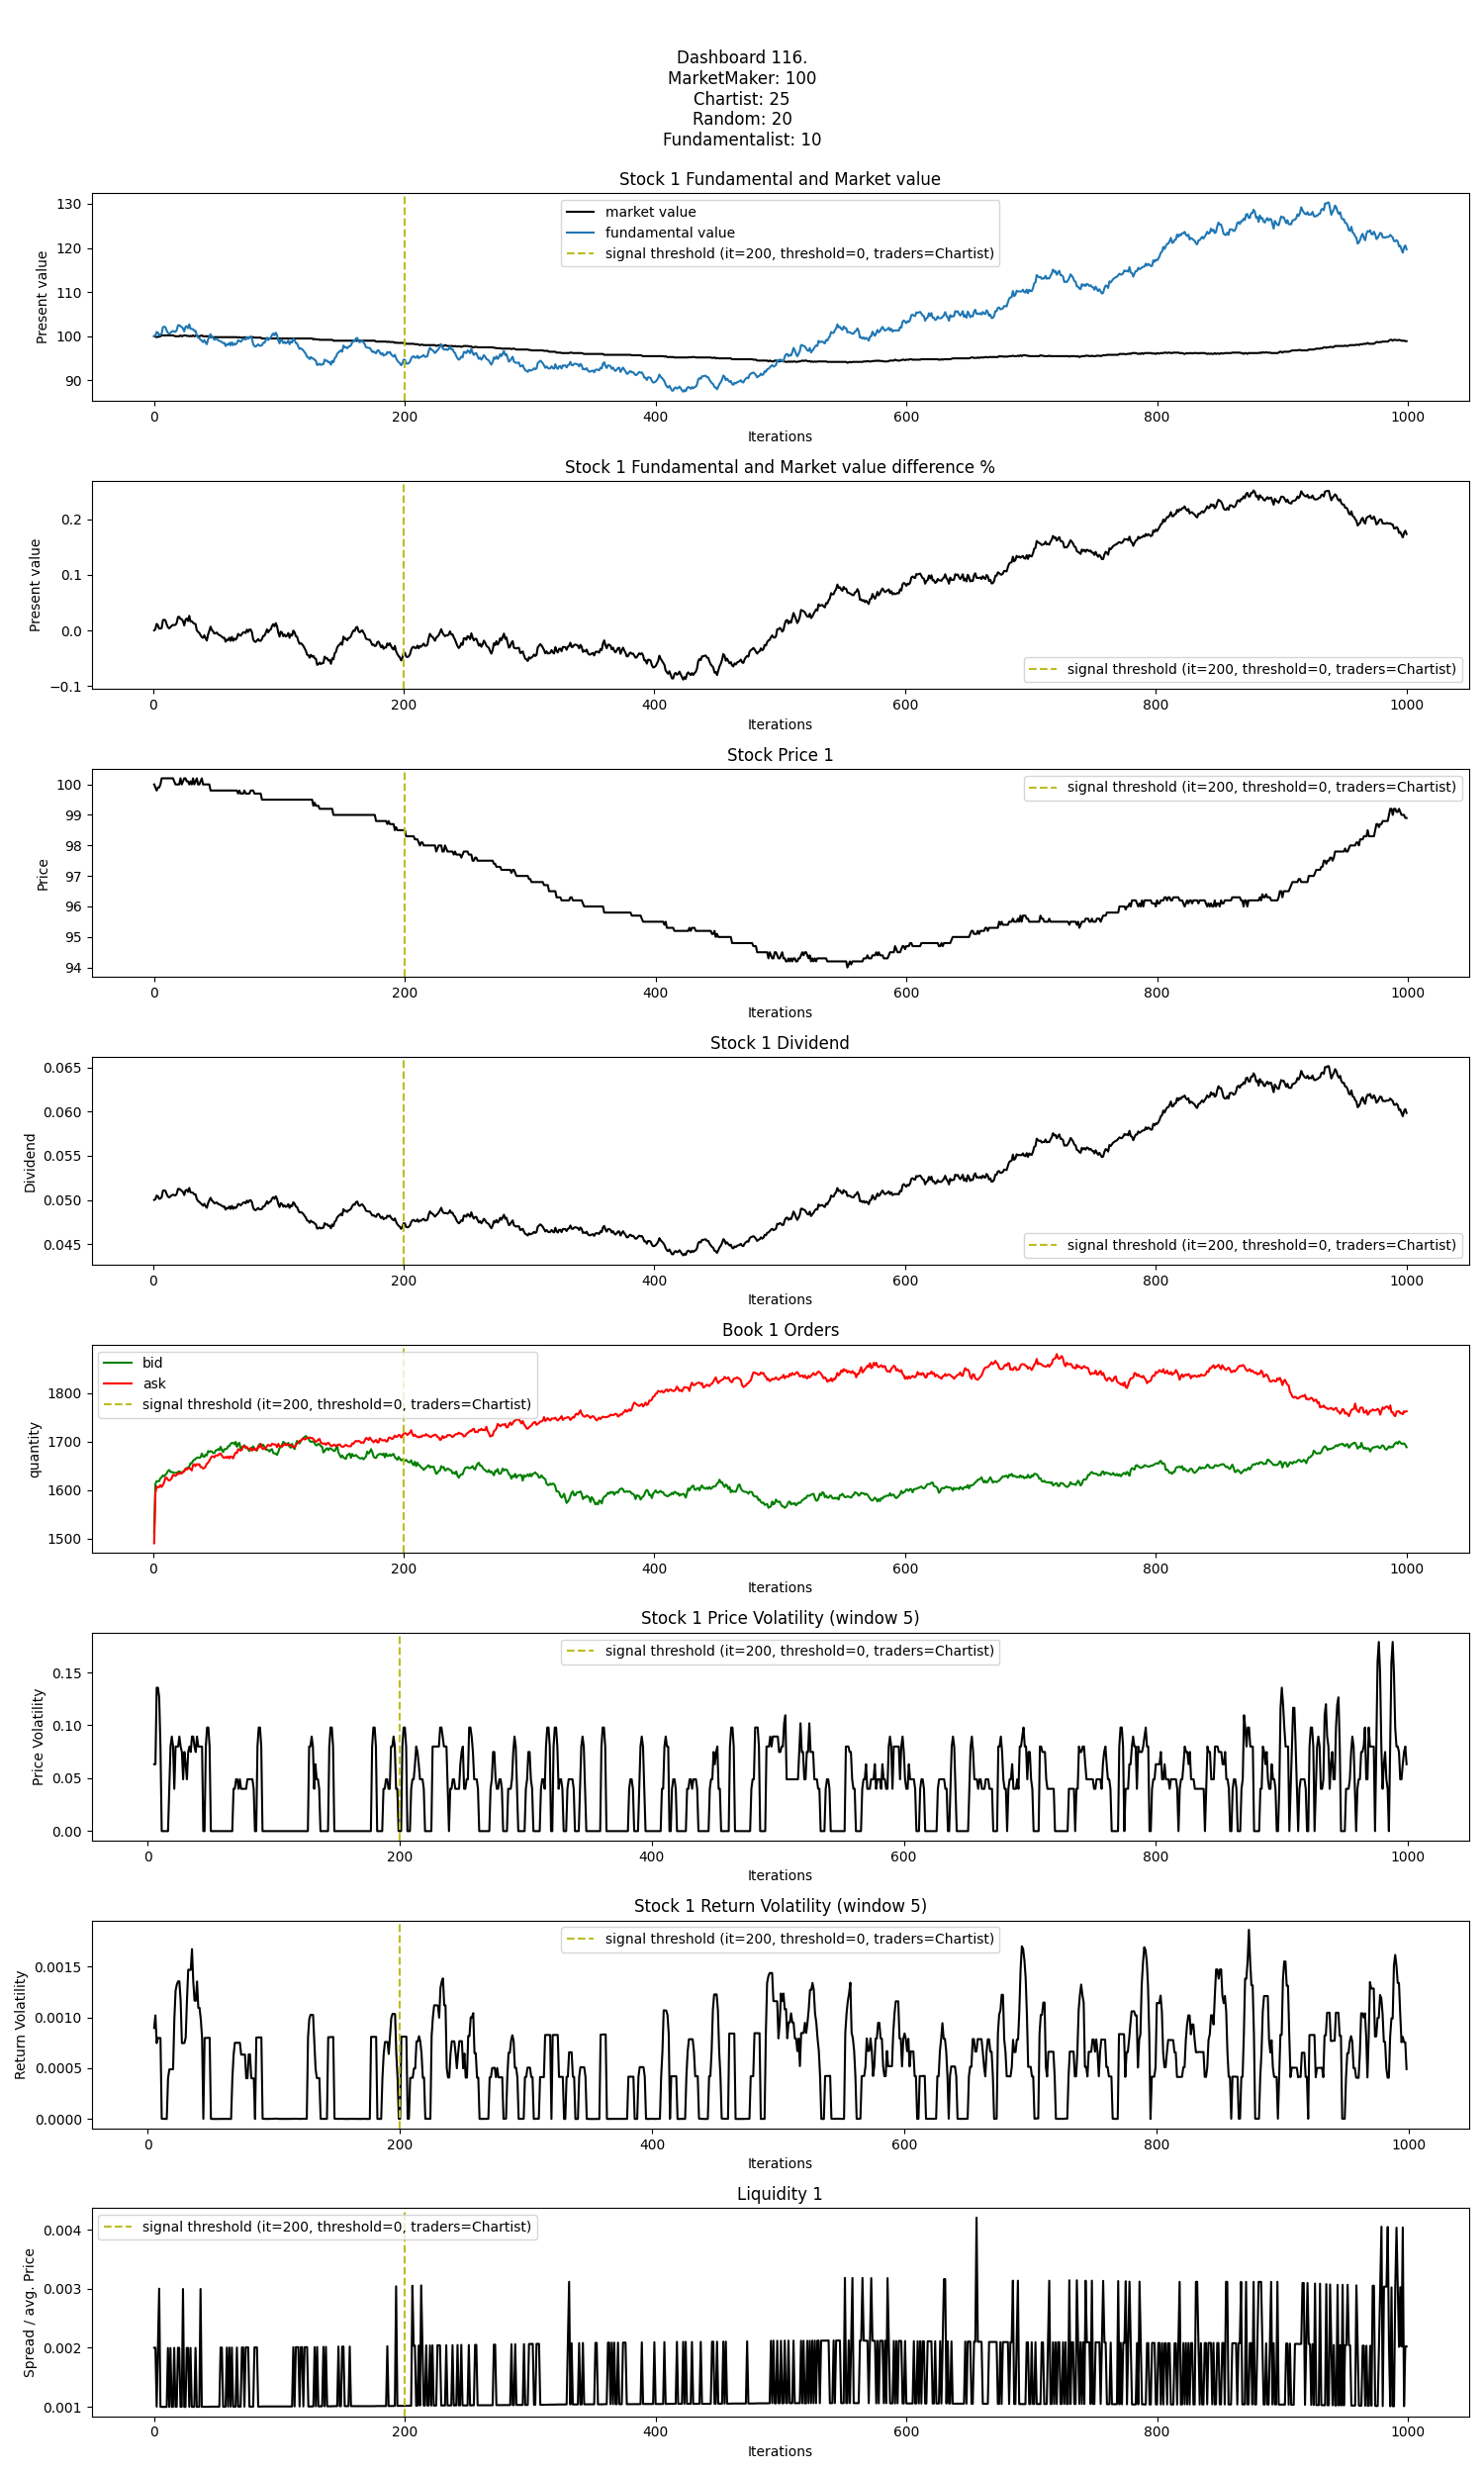 Dashboard 116.
MarketMaker: 100
Chartist: 25
Random: 20
Fundamentalist: 10
Stock 1 Fundamental and Market value
130
120
110
100
90
Present value
market value
fundamental value
signal threshold (it=200, threshold=0, traders=Chartist)
0 200 400 600 800 1000
Iterations
Stock 1 Fundamental and Market value difference %
0.2
0.1
0.0
−0.1
Present value
signal threshold (it=200, threshold=0, traders=Chartist)
0 200 400 600 800 1000
Iterations
Stock Price 1
100
99
98
97
96
95
94
Price
signal threshold (it=200, threshold=0, traders=Chartist)
0 200 400 600 800 1000
Iterations
Stock 1 Dividend
0.065
0.060
0.055
0.050
0.045
Dividend
signal threshold (it=200, threshold=0, traders=Chartist)
0 200 400 600 800 1000
Iterations
Book 1 Orders
1800
1700
1600
1500
quantity
bid
ask
signal threshold (it=200, threshold=0, traders=Chartist)
0 200 400 600 800 1000
Iterations
Stock 1 Price Volatility (window 5)
0.15
0.10
0.05
0.00
Price Volatility
signal threshold (it=200, threshold=0, traders=Chartist)
0 200 400 600 800 1000
Iterations
Stock 1 Return Volatility (window 5)
0.0015
0.0010
0.0005
0.0000
Return Volatility
signal threshold (it=200, threshold=0, traders=Chartist)
0 200 400 600 800 1000
Iterations
Liquidity 1
0.004
0.003
0.002
0.001
Spread / avg. Price
signal threshold (it=200, threshold=0, traders=Chartist)
0 200 400 600 800 1000
Iterations